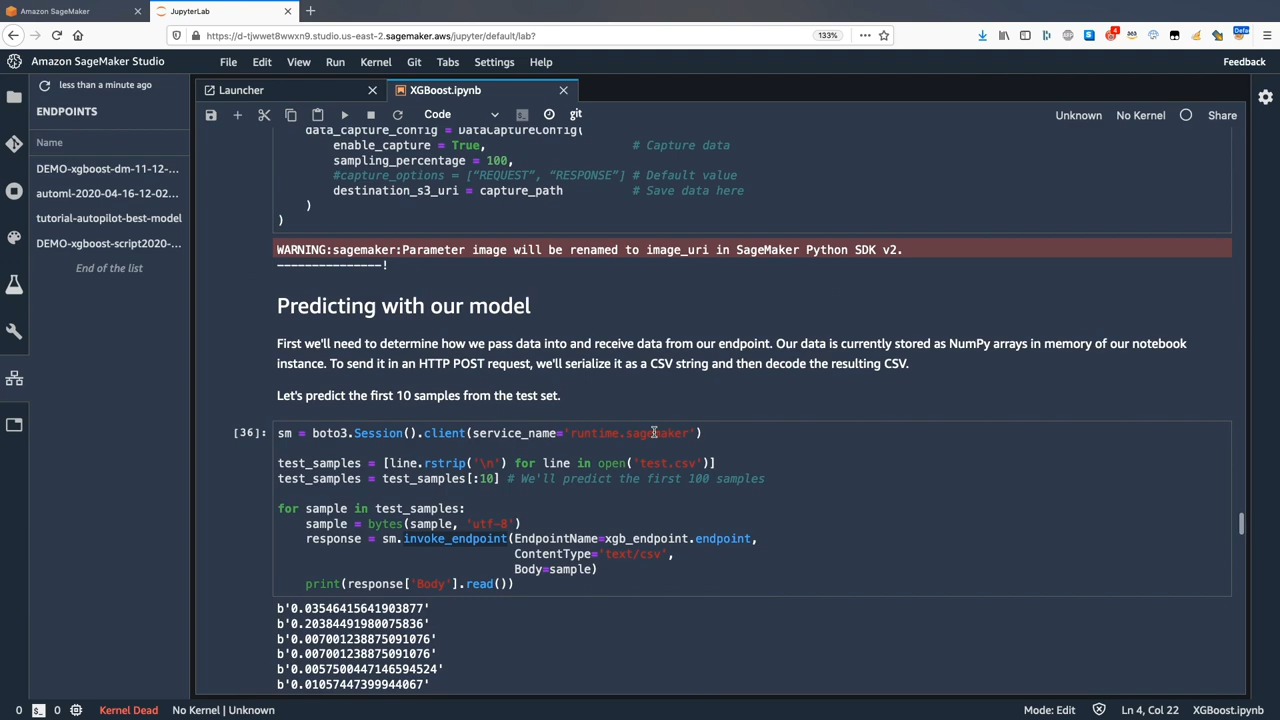 Amazon SageMaker
JupyterLab
https://d-tjwwet8wwxn9.studio.us-east-2.sagemaker.aws/jupyter/default/lab?
133%
4
Defa
Amazon SageMaker Studio
File Edit View Run Kernel Git Tabs Settings Help
Feedback
less than a minute ago
ENDPOINTS
Name
DEMO-xgboost-dm-11-12-...
automl-2020-04-16-12-02...
tutorial-autopilot-best-model
DEMO-xgboost-script2020-...
End of the list
Launcher
XGBoost.ipynb
Code
git
Unknown
No Kernel
Share
data_capture_config = DataCaptureConfig(
enable_capture = True, # Capture data
sampling_percentage = 100,
#capture_options = [“REQUEST”, “RESPONSE”] # Default value
destination_s3_uri = capture_path # Save data here
)
)
WARNING:sagemaker:Parameter image will be renamed to image_uri in SageMaker Python SDK v2.
---------------!
Predicting with our model
First we'll need to determine how we pass data into and receive data from our endpoint. Our data is currently stored as NumPy arrays in memory of our notebook
instance. To send it in an HTTP POST request, we'll serialize it as a CSV string and then decode the resulting CSV.
Let's predict the first 10 samples from the test set.
[36]:
sm = boto3.Session().client(service_name='runtime.sagemaker')
test_samples = [line.rstrip('\n') for line in open('test.csv')]
test_samples = test_samples[:10] # We'll predict the first 100 samples
for sample in test_samples:
sample = bytes(sample, 'utf-8')
response = sm.invoke_endpoint(EndpointName=xgb_endpoint.endpoint,
ContentType='text/csv',
Body=sample)
print(response['Body'].read())
b'0.03546415641903877'
b'0.20384491980075836'
b'0.007001238875091076'
b'0.007001238875091076'
b'0.0057500447146594524'
b'0.01057447399944067'
0
0
Kernel Dead
No Kernel | Unknown
Mode: Edit
Ln 4, Col 22
XGBoost.ipynb